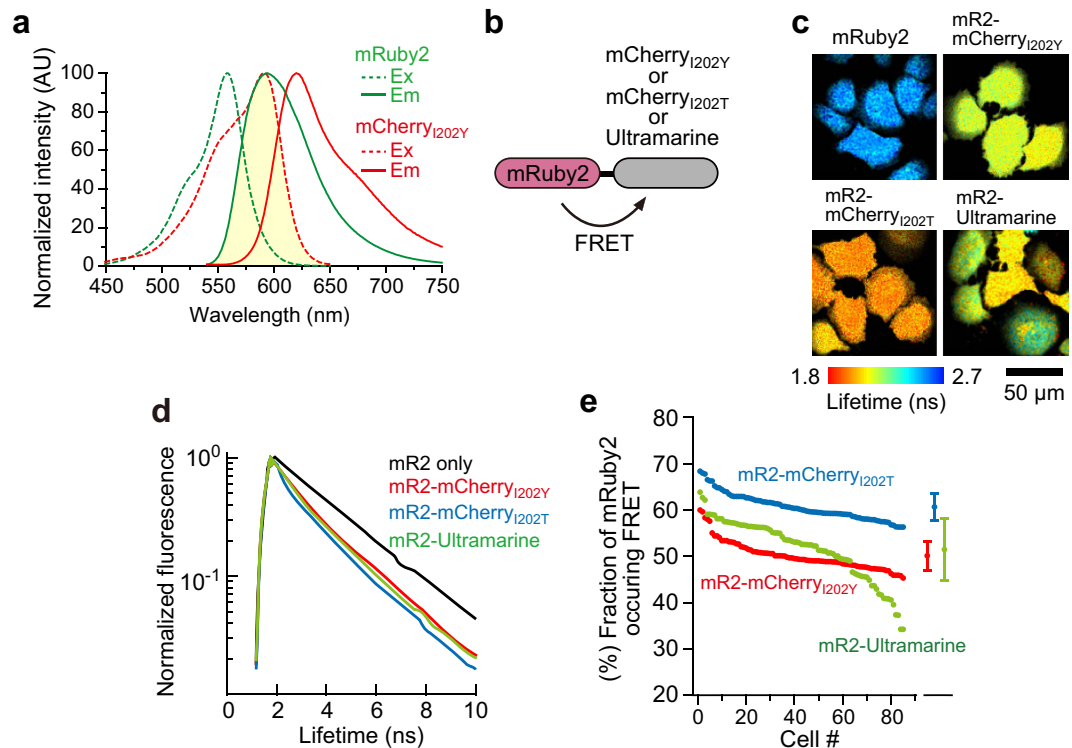 a
mRuby2
Ex
Em
mCherryI202Y
Ex
Em
Normalized intensity (AU)
100
80
60
40
20
0
450 500 550 600 650 700 750
Wavelength (nm)
b
mCherryI202Y
or
mCherryI202T
or
Ultramarine
mRuby2
FRET
c
mRuby2
mR2-
mCherryI202Y
mR2-
mCherryI202T
mR2-
Ultramarine
1.8 2.7
Lifetime (ns)
50 µm
d
Normalized fluorescence
10⁰
10⁻¹
mR2 only
mR2-mCherryI202Y
mR2-mCherryI202T
mR2-Ultramarine
0 2 4 6 8 10
Lifetime (ns)
e
(%) Fraction of mRuby2
occuring FRET
80
70
60
50
40
30
20
mR2-mCherryI202T
mR2-mCherryI202Y
mR2-Ultramarine
0 20 40 60 80
Cell #